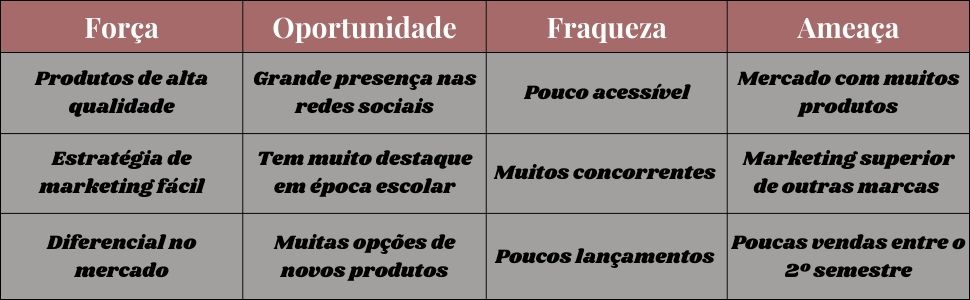 Força Oportunidade Fraqueza Ameaça
Produtos de alta qualidade
Grande presença nas redes sociais
Pouco acessível
Mercado com muitos produtos
Estratégia de marketing fácil
Tem muito destaque em época escolar
Muitos concorrentes
Marketing superior de outras marcas
Diferencial no mercado
Muitas opções de novos produtos
Poucos lançamentos
Poucas vendas entre o 2º semestre